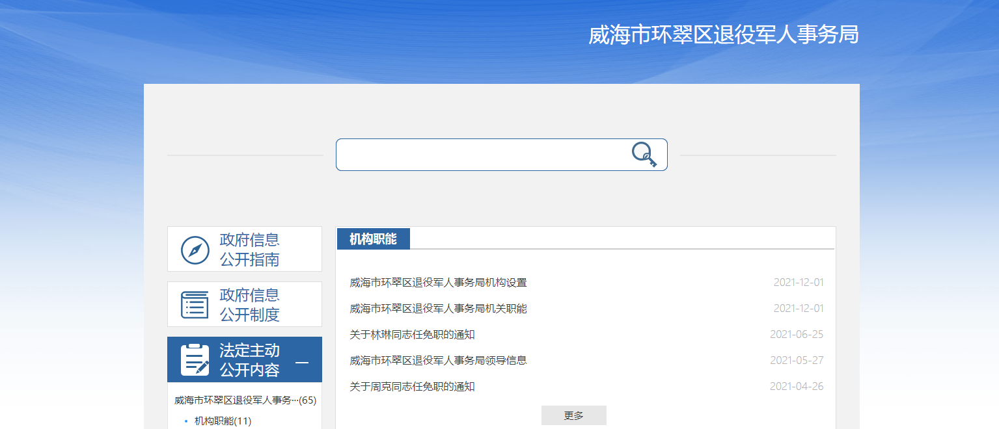 威海市环翠区退役军人事务局
政府信息
公开指南
政府信息
公开制度
法定主动
公开内容
威海市环翠区退役军人事务···(65)
机构职能(11)
机构职能
威海市环翠区退役军人事务局机构设置 2021-12-01
威海市环翠区退役军人事务局机关职能 2021-12-01
关于林琳同志任免职的通知 2021-06-25
威海市环翠区退役军人事务局领导信息 2021-05-27
关于周克同志任免职的通知 2021-04-26
更多